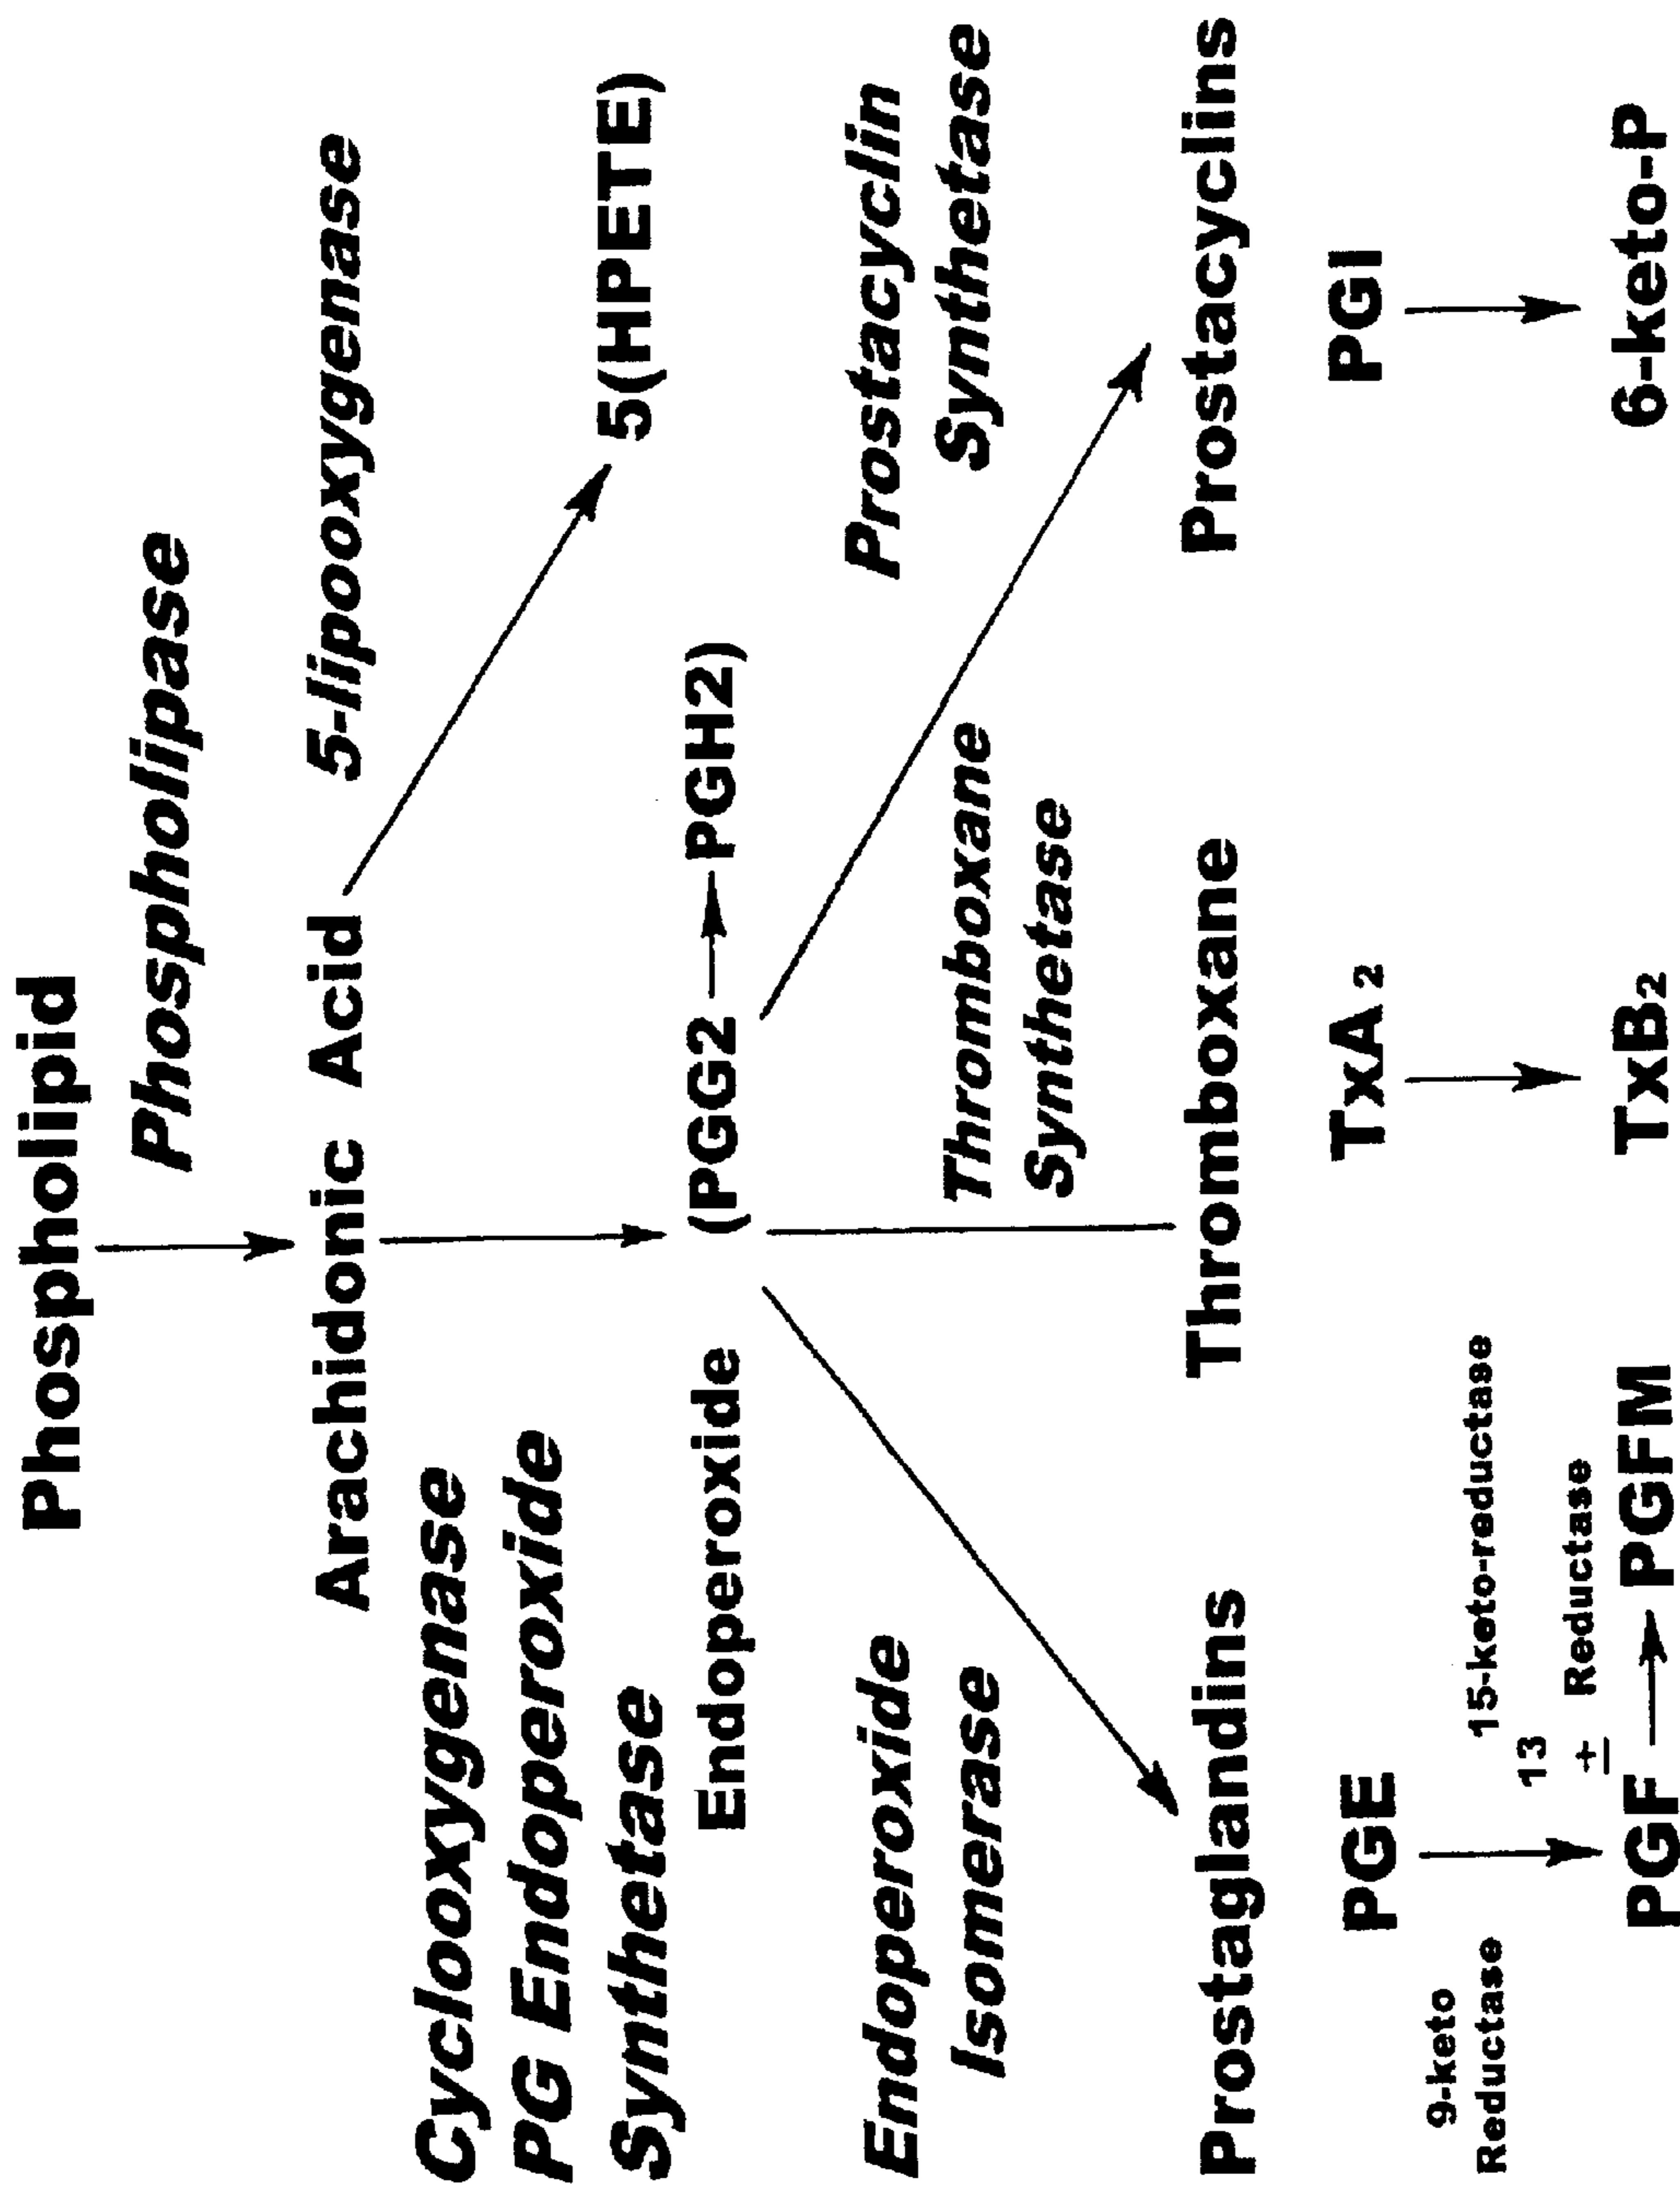 Phospholipid
Phospholipase
Arachidonic Acid
5-lipooxygenase
Cyclooxygenase
PG Endoperoxide
Synthetase
5(HPETE)
Endoperoxide
(PGG2
PGH2)
Endoperoxide
Isomerase
Thromboxane
Synthetase
Prostacyclin
Synthetase
Prostaglandins
Thromboxane
Prostacyclins
PGE
TxA2
PGI
9-keto
Reductase
15-keto-reductase
13
+
Reductase
PGF
PGFM
TxB2
6-keto-P